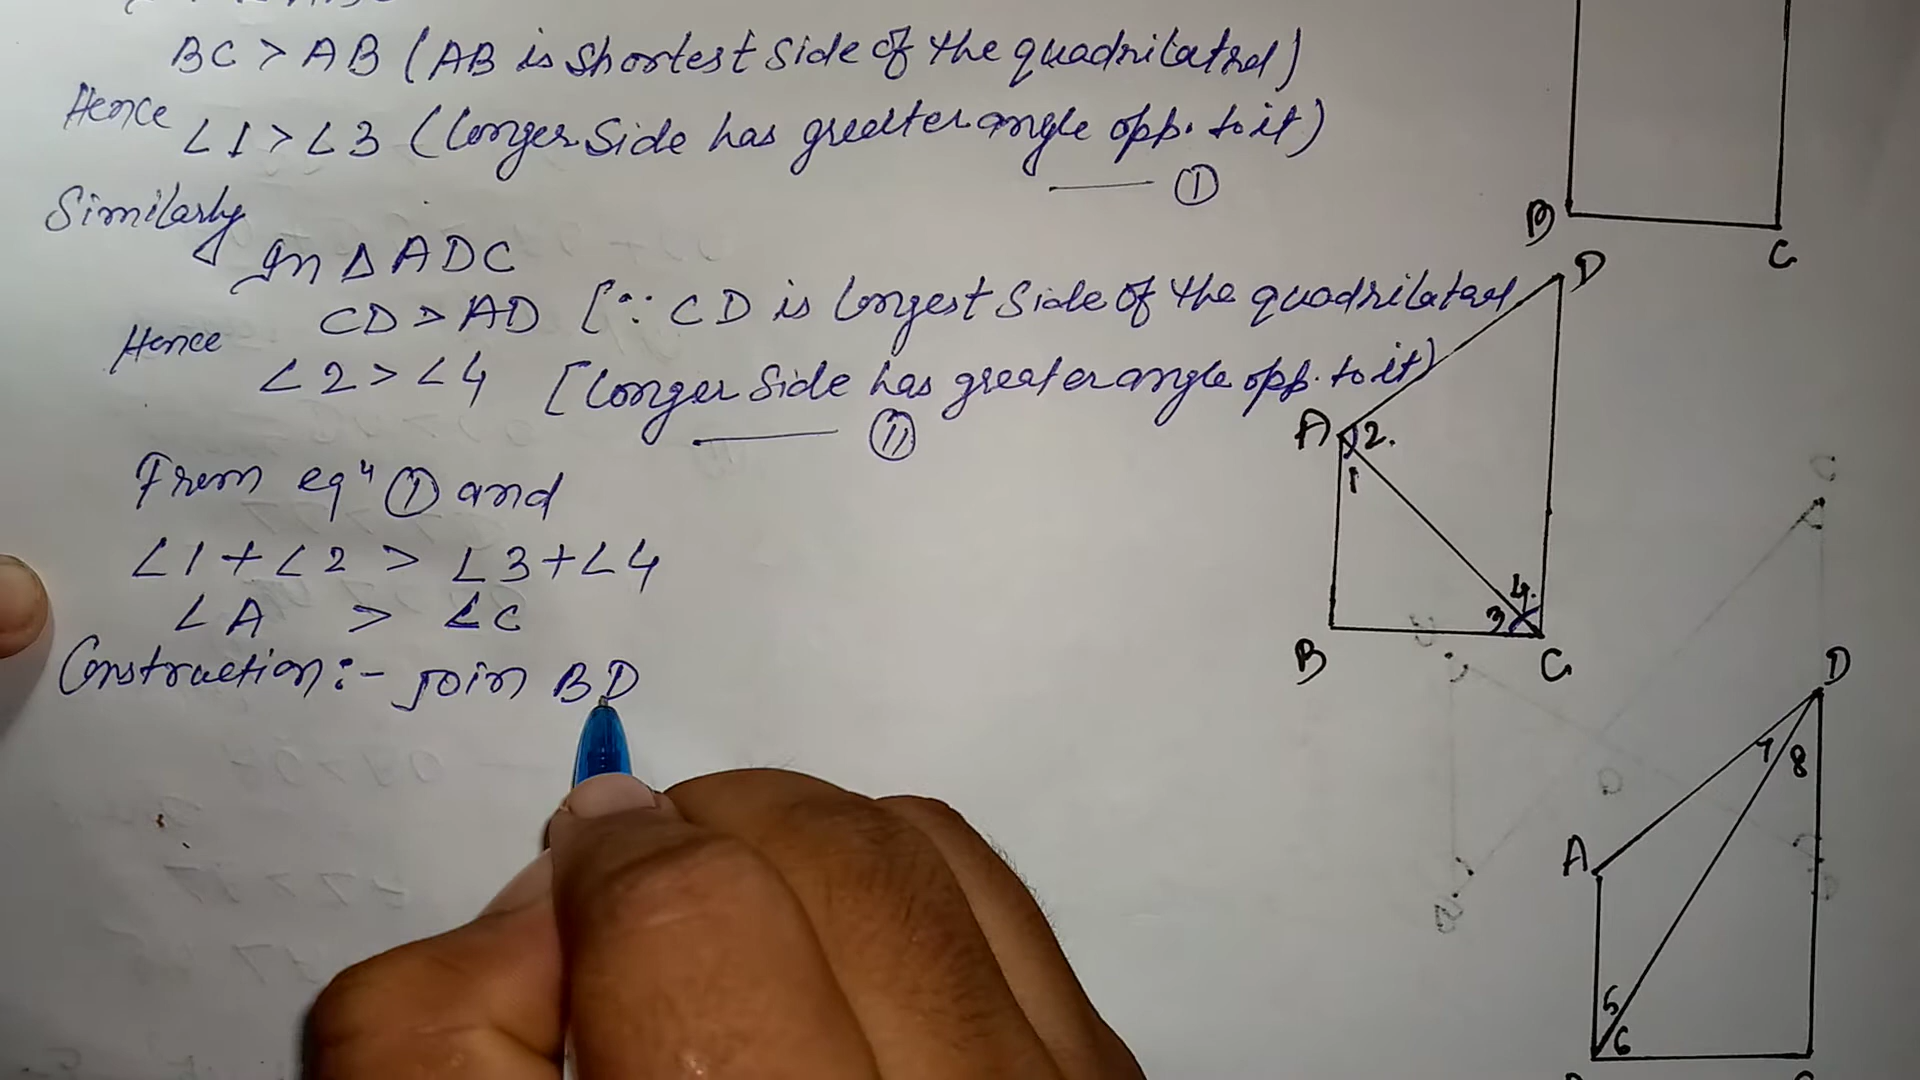 BC > AB (AB is shortest side of the quadrilatral)
Hence ∠1 > ∠3 (longer side has greater angle opp. to it)
—— ①
Similarly
In Δ ADC
CD > AD [∵ CD is longest side of the quadrilateral
Hence
∠2 > ∠4 [longer side has greater angle opp. to it)
—— ⑪
From eqⁿ ① and
∠1 + ∠2 > ∠3 + ∠4
∠A > ∠C
Construction:- Join BD
B
C
D
A
2.
1
4.
3
B
C
D
7
8
A
5
6